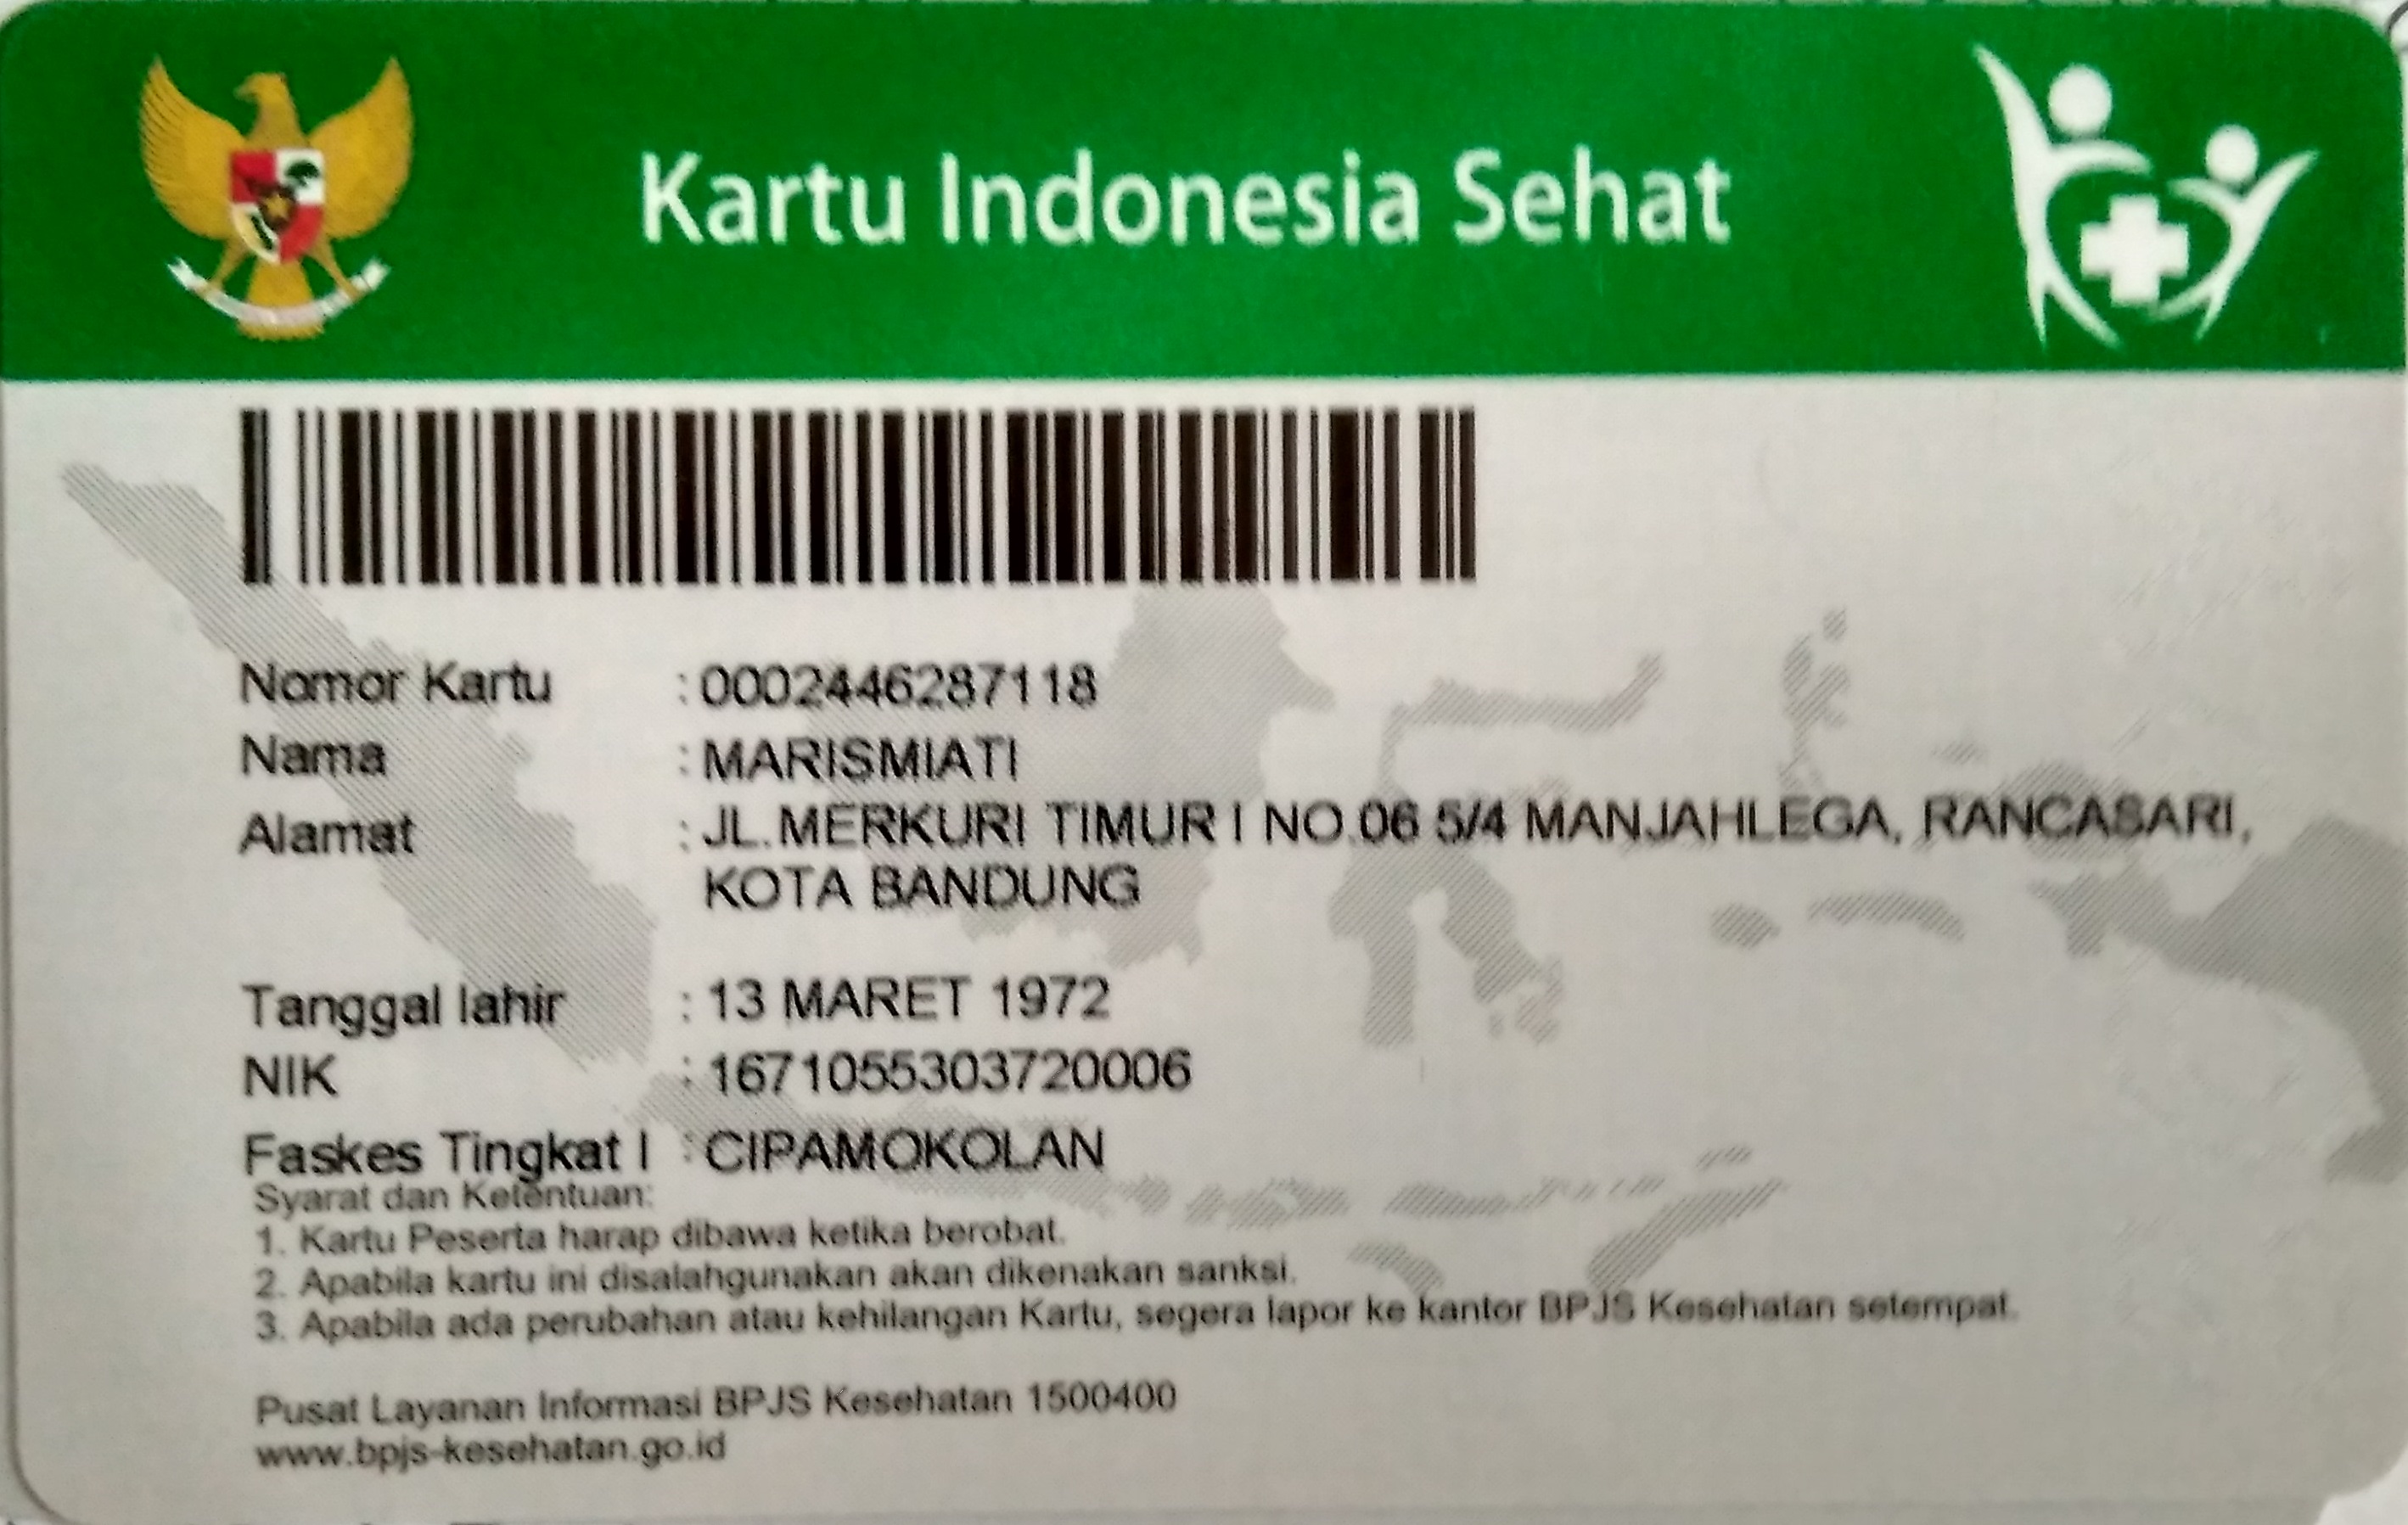 Kartu Indonesia Sehat
Nomor Kartu : 0002446287118
Nama : MARISMIATI
Alamat : JL.MERKURI TIMUR I NO.06 5/4 MANJAHLEGA, RANCASARI,
KOTA BANDUNG
Tanggal lahir : 13 MARET 1972
NIK : 1671055303720006
Faskes Tingkat I : CIPAMOKOLAN
Syarat dan Ketentuan:
1. Kartu Peserta harap dibawa ketika berobat.
2. Apabila kartu ini disalahgunakan akan dikenakan sanksi.
3. Apabila ada perubahan atau kehilangan Kartu, segera lapor ke kantor BPJS Kesehatan setempat.
Pusat Layanan Informasi BPJS Kesehatan 1500400
www.bpjs-kesehatan.go.id